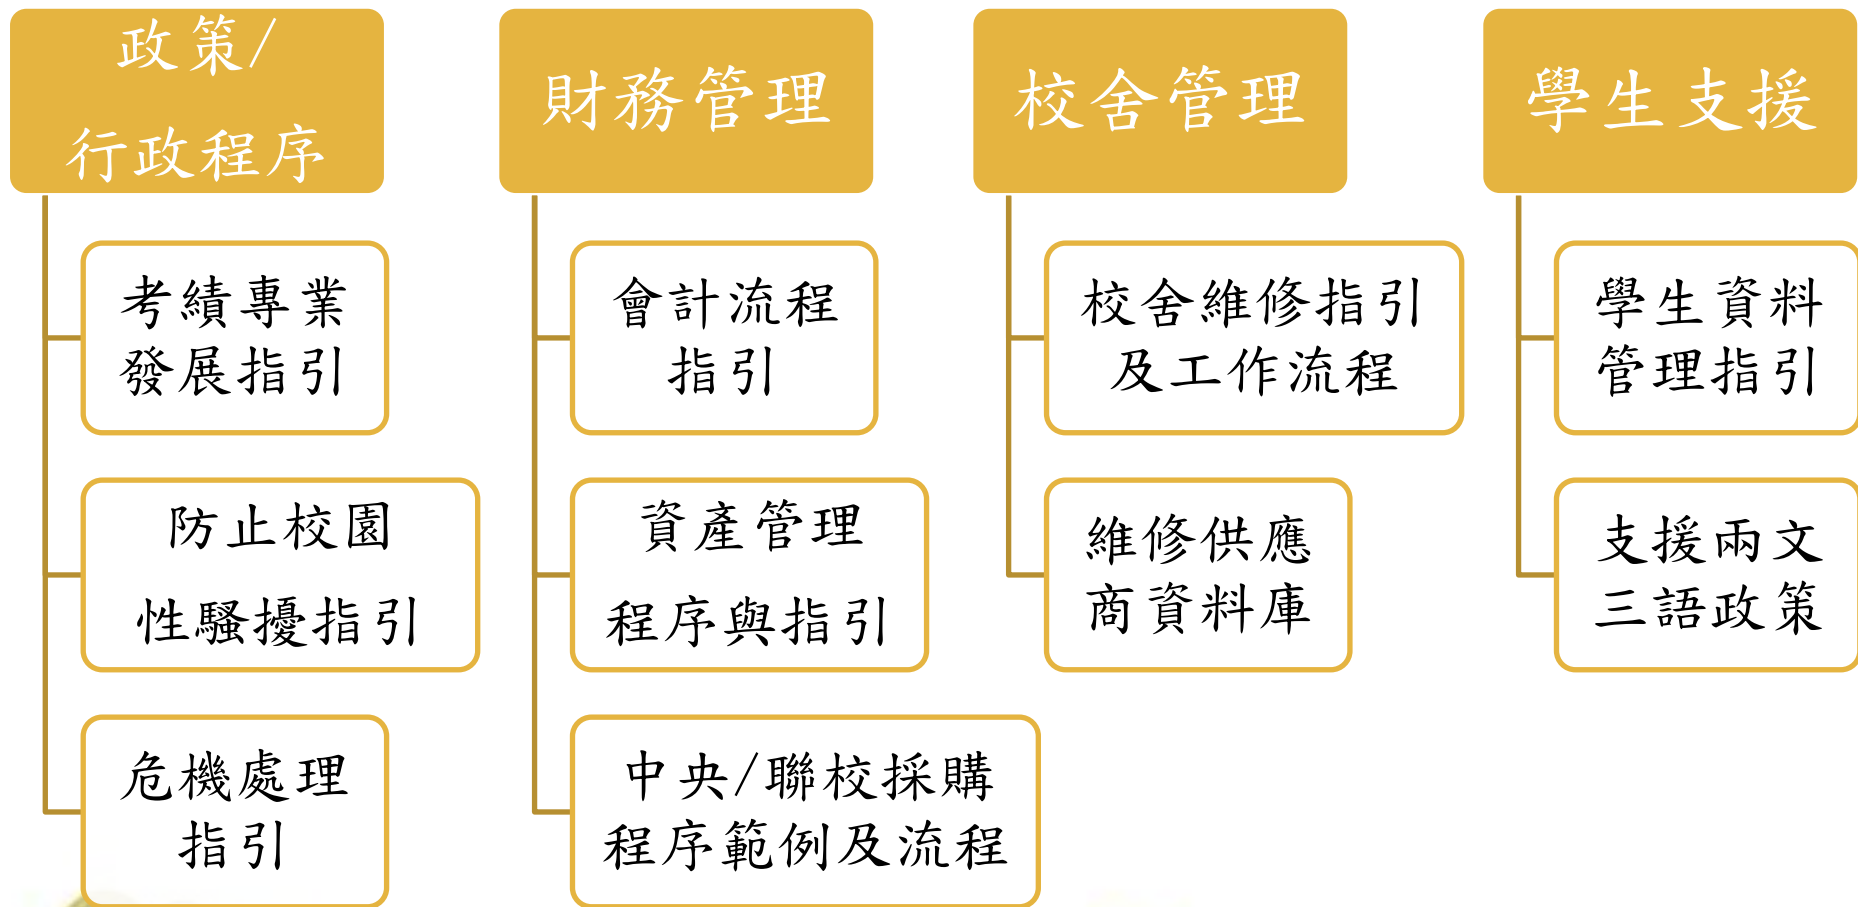 政策/
行政程序
考績專業
發展指引
防止校園
性騷擾指引
危機處理
指引
財務管理
會計流程
指引
資產管理
程序與指引
中央/聯校採購
程序範例及流程
校舍管理
校舍維修指引
及工作流程
維修供應
商資料庫
學生支援
學生資料
管理指引
支援兩文
三語政策